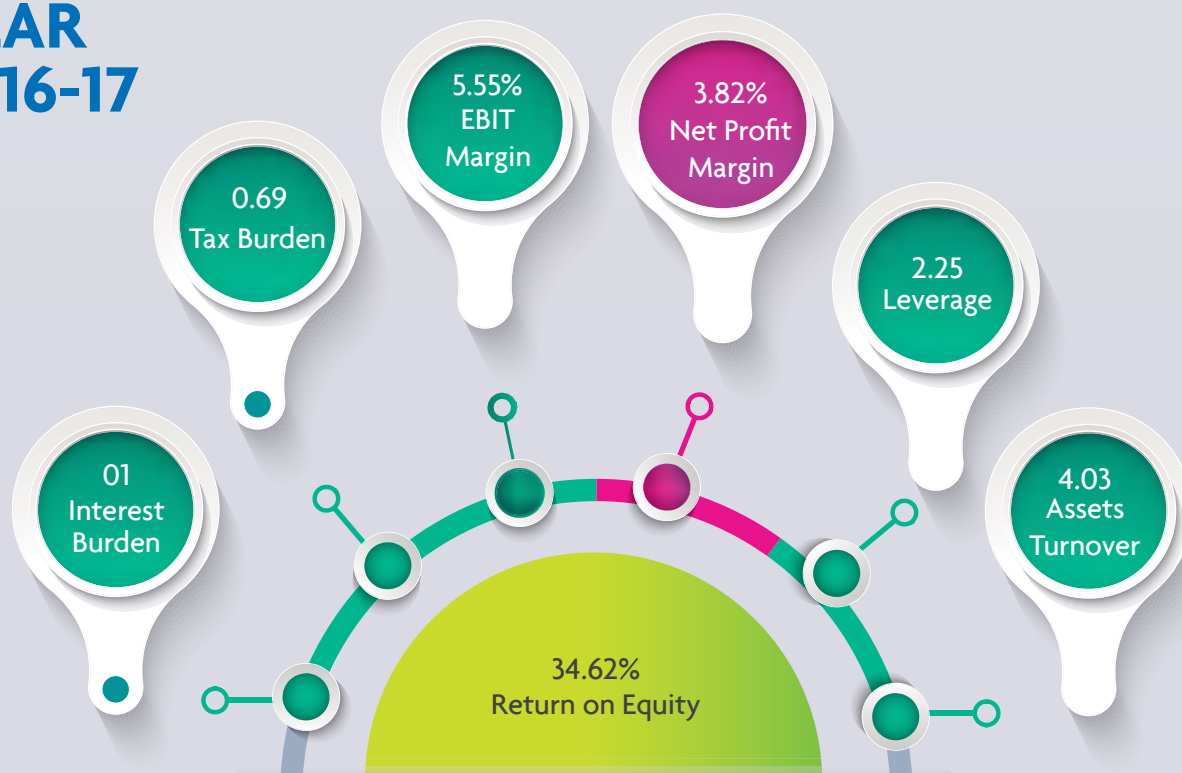 16-17
5.55%
EBIT
Margin
3.82%
Net Profit
Margin
0.69
Tax Burden
2.25
Leverage
01
Interest
Burden
4.03
Assets
Turnover
34.62%
Return on Equity